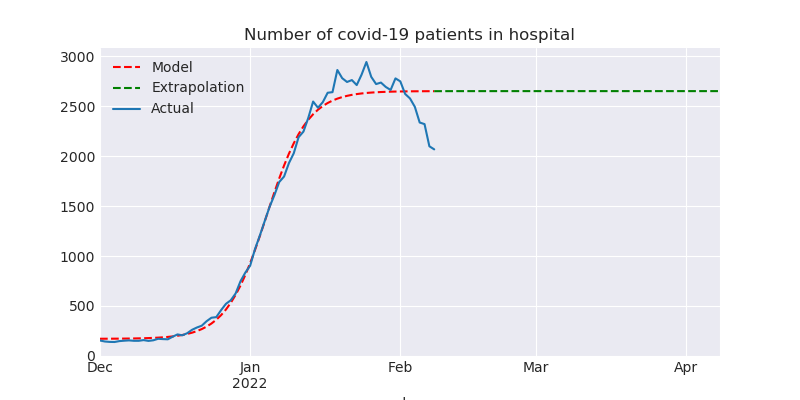 Number of covid-19 patients in hospital
Model
Extrapolation
Actual
3000
2500
2000
1500
1000
500
0
Dec
Jan
2022
Feb
Mar
Apr